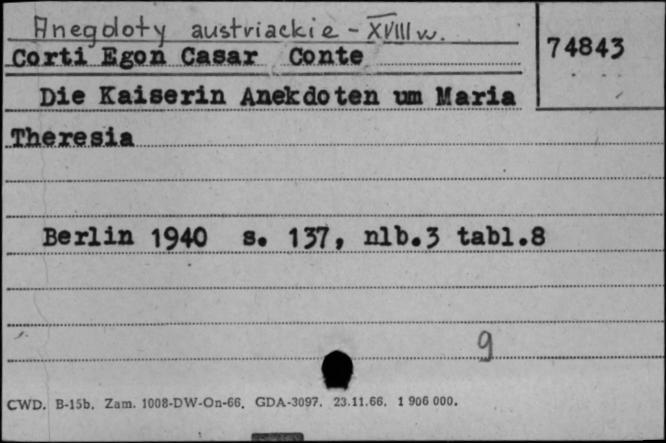 Anegdoty austriackie - XVIII w.
Corti Egon Casar Conte
74843
Die Kaiserin Anekdoten um Maria
Theresia
Berlin 1940 s. 137, nlb.3 tabl.8
9
CWD. B-15b. Zam. 1008-DW-On-66. GDA-3097. 23.11.66. 1 906 000.